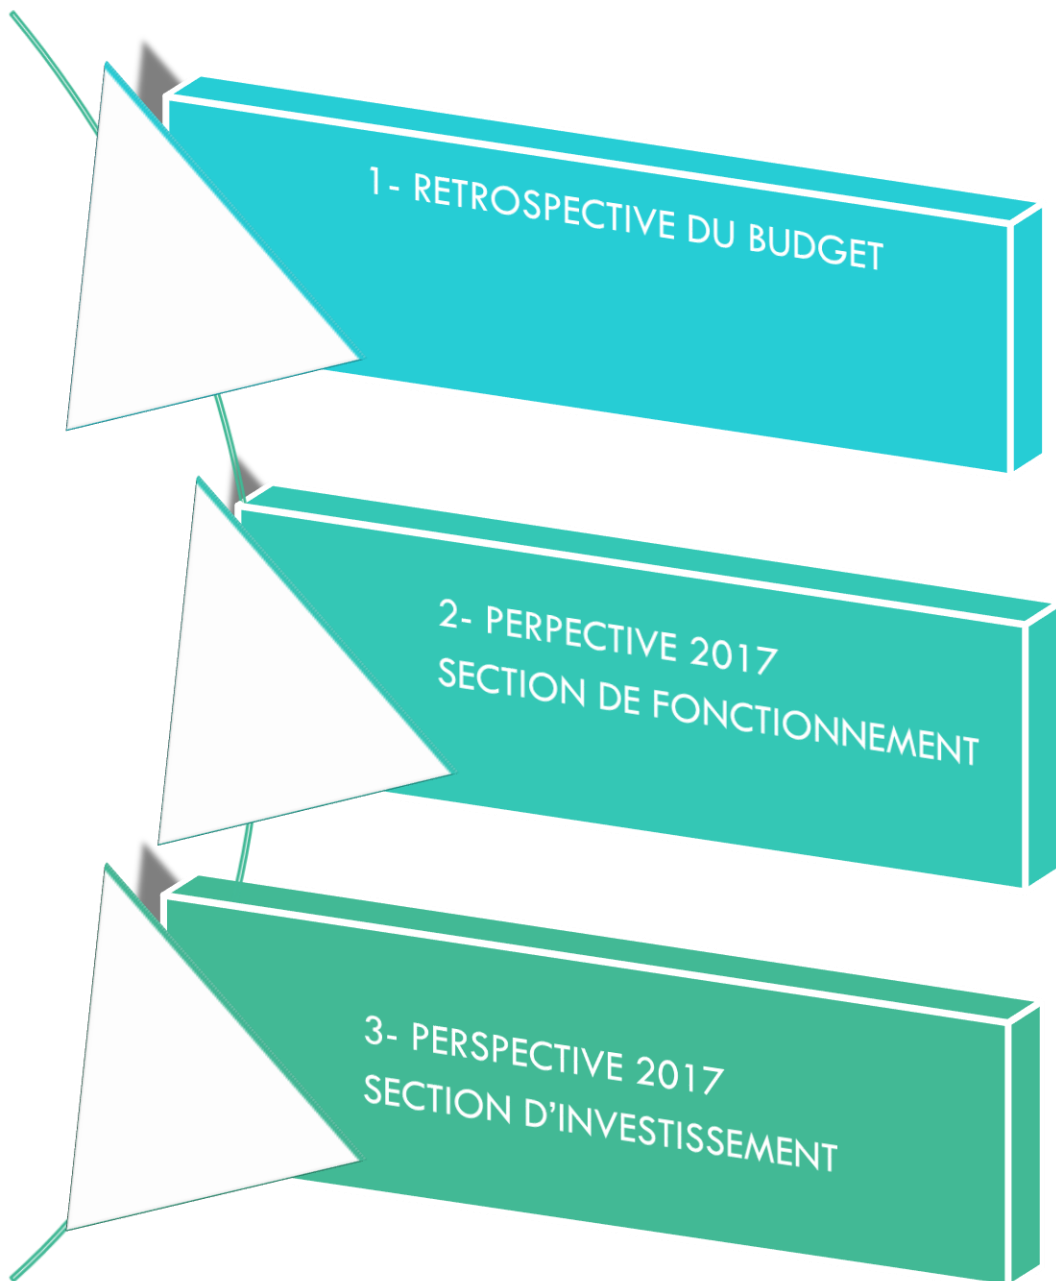 1- RETROSPECTIVE DU BUDGET
2- PERPECTIVE 2017
SECTION DE FONCTIONNEMENT
3- PERSPECTIVE 2017
SECTION D’INVESTISSEMENT